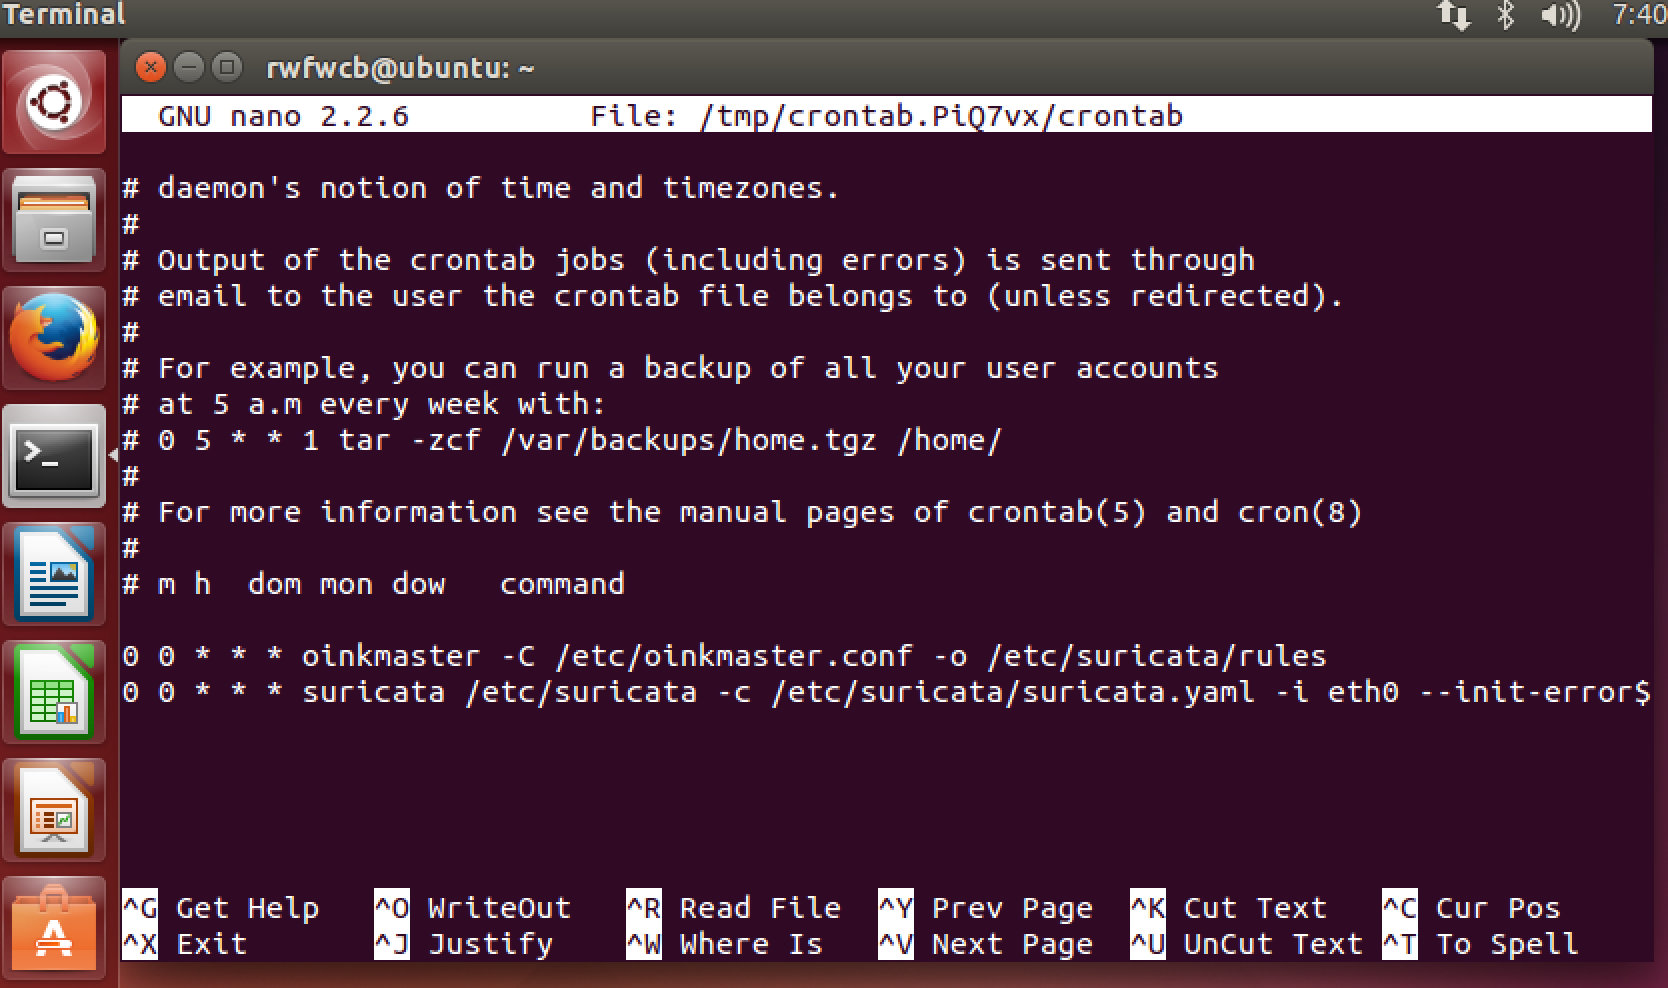 Terminal
7:40
rwfwcb@ubuntu: ~
GNU nano 2.2.6 File: /tmp/crontab.PiQ7vx/crontab
# daemon's notion of time and timezones.
#
# Output of the crontab jobs (including errors) is sent through
# email to the user the crontab file belongs to (unless redirected).
#
# For example, you can run a backup of all your user accounts
# at 5 a.m every week with:
# 0 5 * * 1 tar -zcf /var/backups/home.tgz /home/
#
# For more information see the manual pages of crontab(5) and cron(8)
#
# m h  dom mon dow   command
0 0 * * * oinkmaster -C /etc/oinkmaster.conf -o /etc/suricata/rules
0 0 * * * suricata /etc/suricata -c /etc/suricata/suricata.yaml -i eth0 --init-error$
^G Get Help ^O WriteOut ^R Read File ^Y Prev Page ^K Cut Text ^C Cur Pos
^X Exit ^J Justify ^W Where Is ^V Next Page ^U UnCut Text ^T To Spell